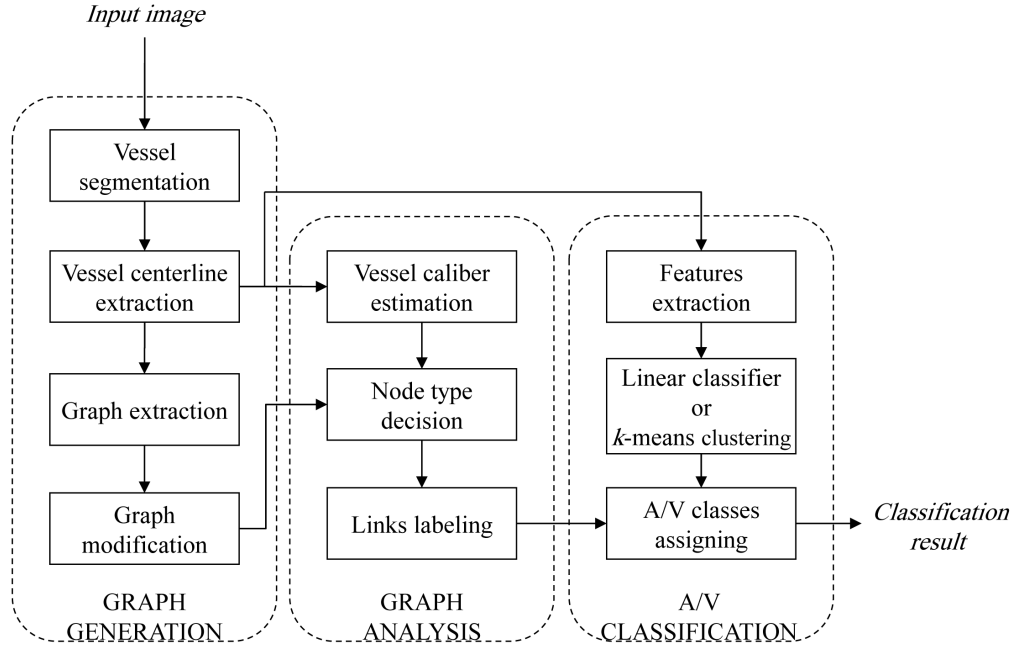 Input image
Vessel
segmentation
Vessel centerline
extraction
Graph extraction
Graph
modification
GRAPH
GENERATION
Vessel caliber
estimation
Node type
decision
Links labeling
GRAPH
ANALYSIS
Features
extraction
Linear classifier
or
k-means clustering
A/V classes
assigning
A/V
CLASSIFICATION
Classification
result